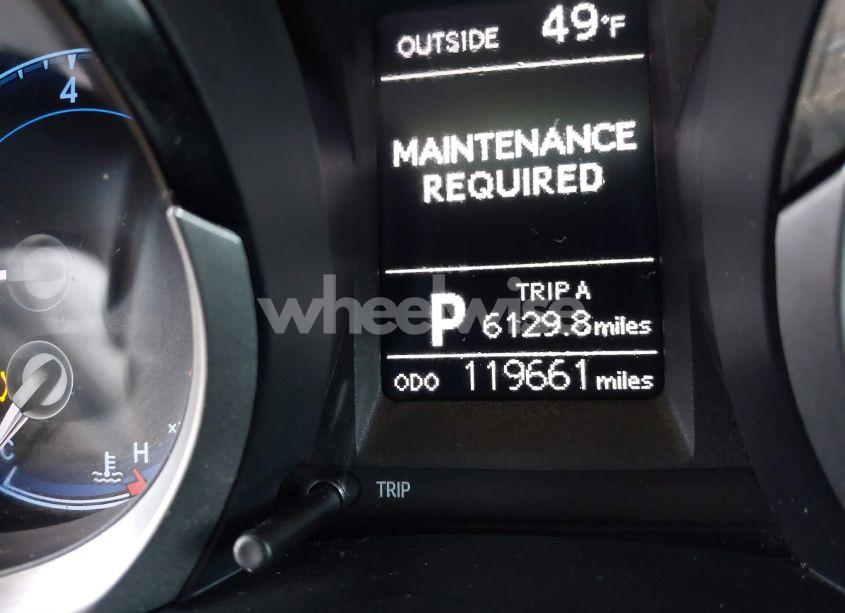 OUTSIDE 49°F
4
MAINTENANCE
REQUIRED
TRIP A
P 6129.8 miles
ODO 119661 miles
wheelwise
C H
TRIP